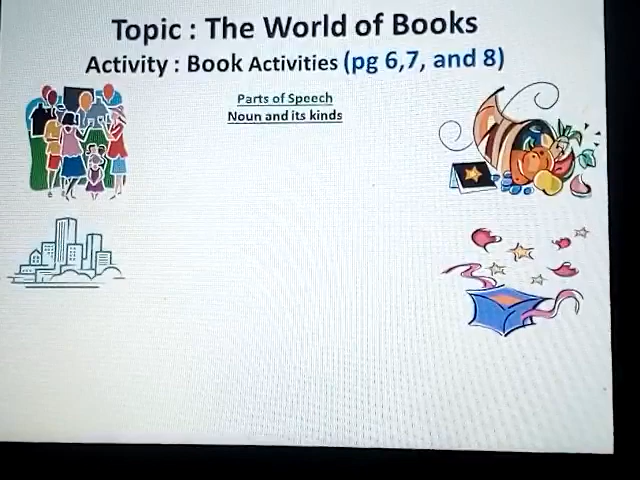 Topic : The World of Books
Activity : Book Activities (pg 6,7, and 8)
Parts of Speech
Noun and its kinds